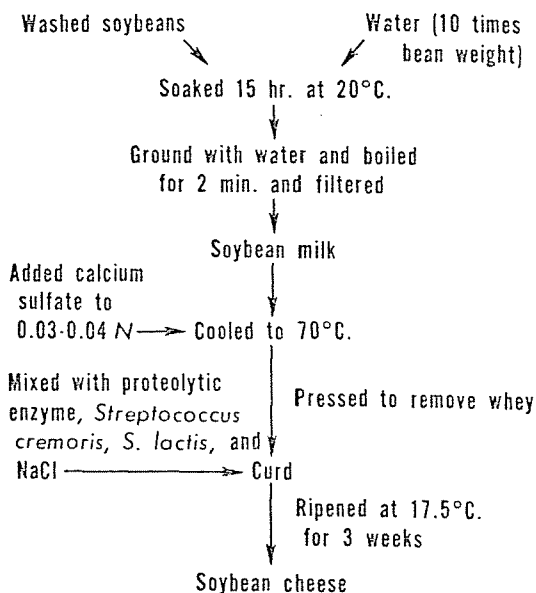 Washed soybeans
Water (10 times
bean weight)
Soaked 15 hr. at 20°C.
Ground with water and boiled
for 2 min. and filtered
Soybean milk
Added calcium
sulfate to
0.03-0.04 N
Cooled to 70°C.
Mixed with proteolytic
enzyme, Streptococcus
cremoris, S. lactis, and
NaCl
Pressed to remove whey
Curd
Ripened at 17.5°C.
for 3 weeks
Soybean cheese